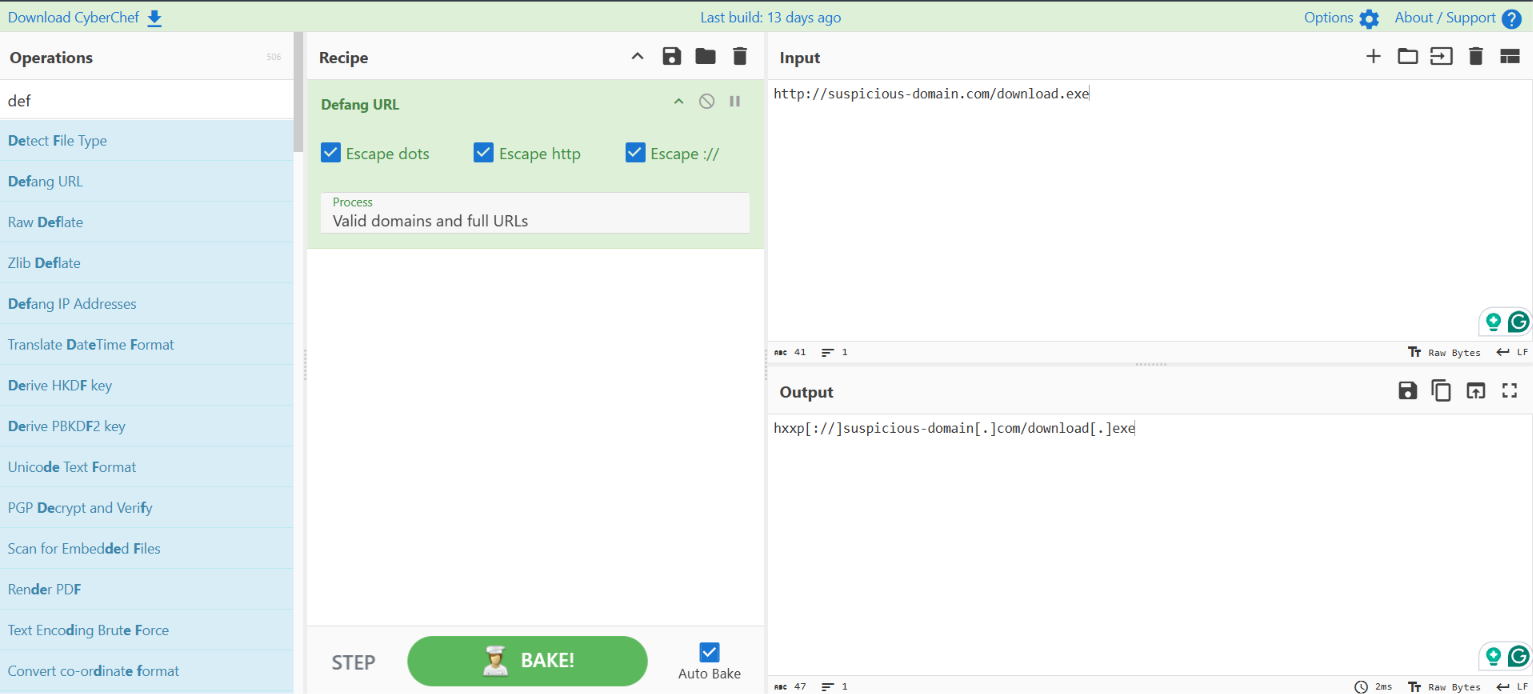 Download CyberChef
Last build: 13 days ago
Options
About / Support
?
Operations
506
def
Detect File Type
Defang URL
Raw Deflate
Zlib Deflate
Defang IP Addresses
Translate DateTime Format
Derive HKDF key
Derive PBKDF2 key
Unicode Text Format
PGP Decrypt and Verify
Scan for Embedded Files
Render PDF
Text Encoding Brute Force
Convert co-ordinate format
Recipe
Defang URL
Escape dots
Escape http
Escape ://
Process
Valid domains and full URLs
STEP
BAKE!
Auto Bake
Input
http://suspicious-domain.com/download.exe
ABC 41
1
Tт Raw Bytes
LF
Output
hxxp[://]suspicious-domain[.]com/download[.]exe
ABC 47
1
2ms
Tт Raw Bytes
LF